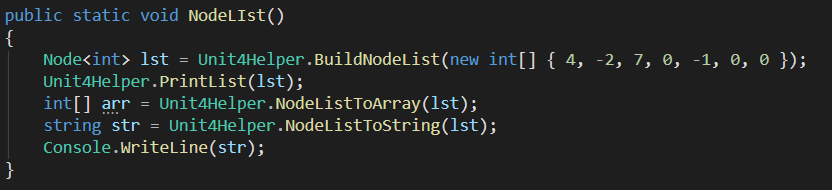 public static void NodeLIst()
{
Node<int> lst = Unit4Helper.BuildNodeList(new int[] { 4, -2, 7, 0, -1, 0, 0 });
Unit4Helper.PrintList(lst);
int[] arr = Unit4Helper.NodeListToArray(lst);
string str = Unit4Helper.NodeListToString(lst);
Console.WriteLine(str);
}